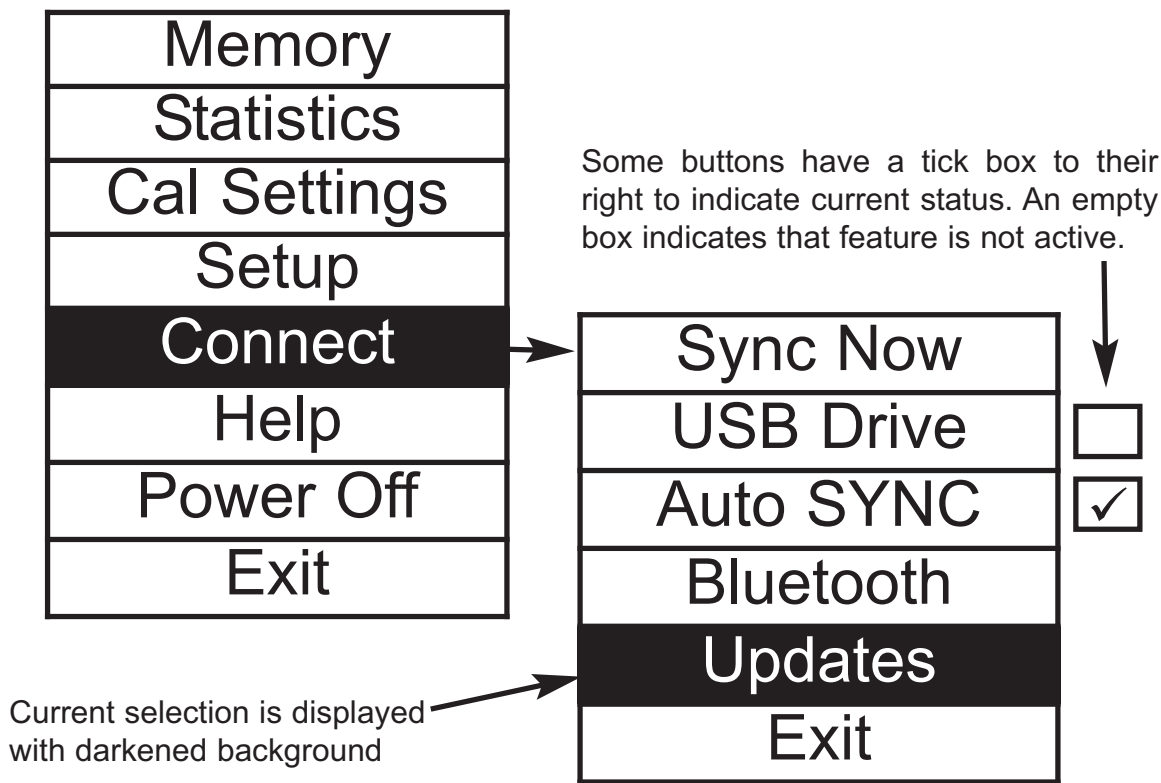 Memory
Statistics
Cal Settings
Setup
Connect
Help
Power Off
Exit
Some buttons have a tick box to their
right to indicate current status. An empty
box indicates that feature is not active.
Sync Now
USB Drive
Auto SYNC
✓
Bluetooth
Updates
Exit
Current selection is displayed
with darkened background